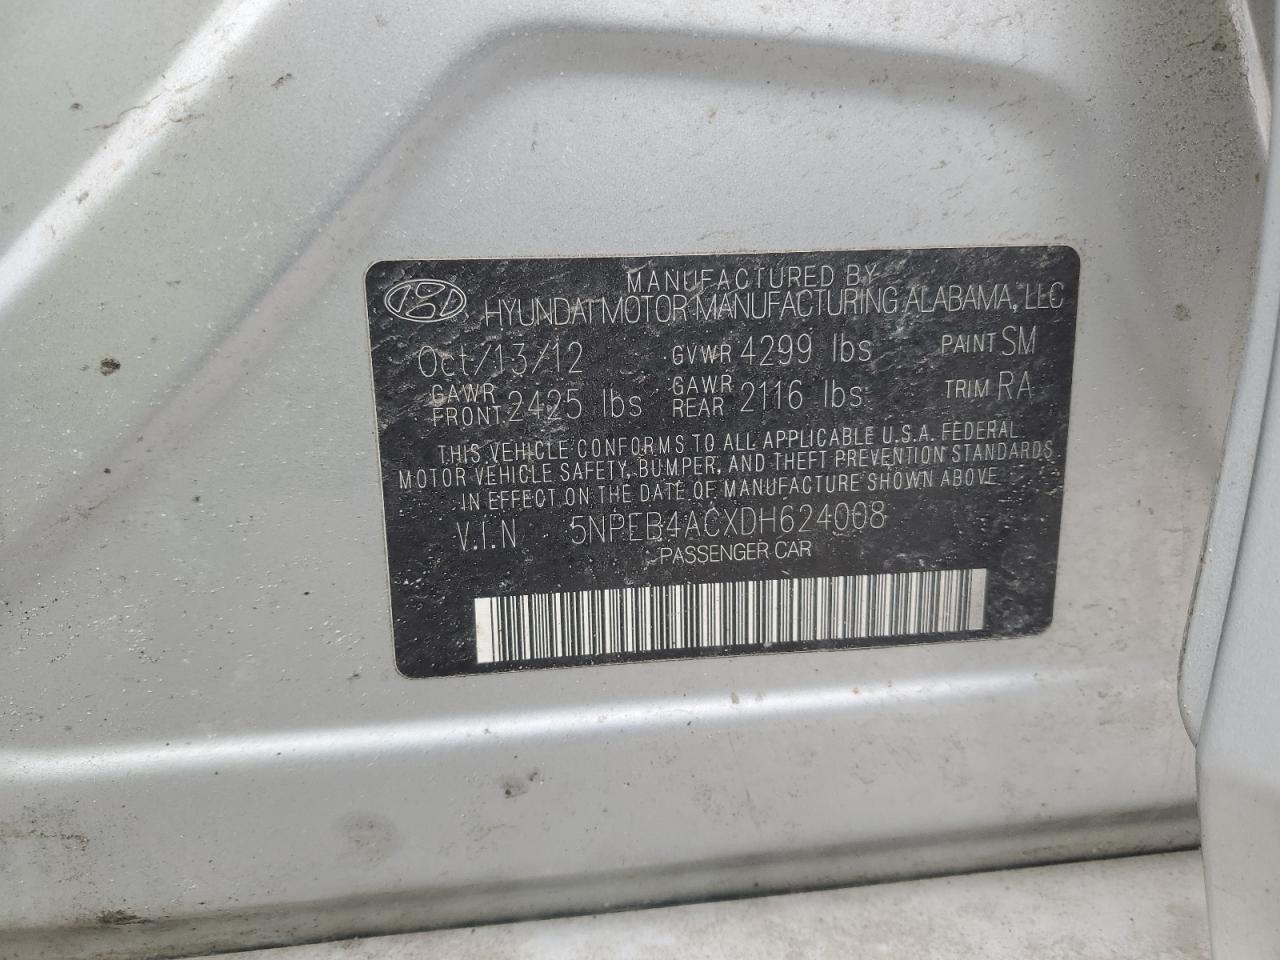 MANUFACTURED BY
HYUNDAI MOTOR MANUFACTURING ALABAMA, LLC
Oct/13/12 GVWR 4299 lbs PAINT SM
GAWR FRONT 2425 lbs GAWR REAR 2116 lbs TRIM RA
THIS VEHICLE CONFORMS TO ALL APPLICABLE U.S.A. FEDERAL
MOTOR VEHICLE SAFETY, BUMPER, AND THEFT PREVENTION STANDARDS
IN EFFECT ON THE DATE OF MANUFACTURE SHOWN ABOVE
V.I.N 5NPEB4ACXDH624008
PASSENGER CAR